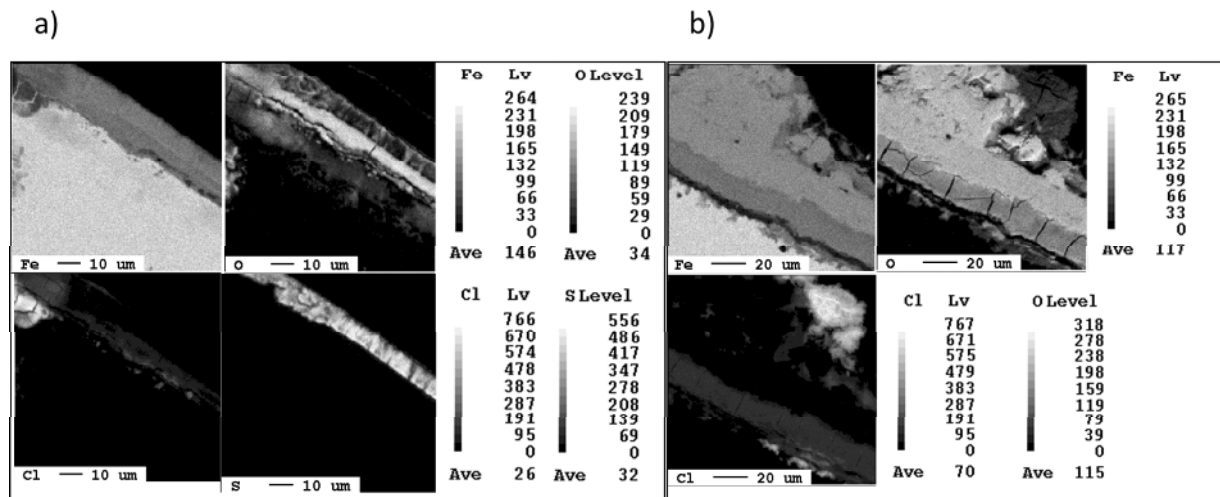 a)
b)
Fe Lv O Level
264 239
231 209
198 179
165 149
132 119
99 89
66 59
33 29
0 0
Ave 146 34
Fe 10 um
O 10 um
Cl Lv S Level
766 556
670 486
574 417
478 347
383 278
287 208
191 139
95 69
0 0
Ave 26 32
Cl 10 um
S 10 um
Fe Lv
265
231
198
165
132
99
66
33
0
Ave 117
Fe 20 um
O 20 um
Cl Lv O Level
767 318
671 278
575 238
479 198
383 159
287 119
191 79
95 39
0 0
Ave 70 115
Cl 20 um